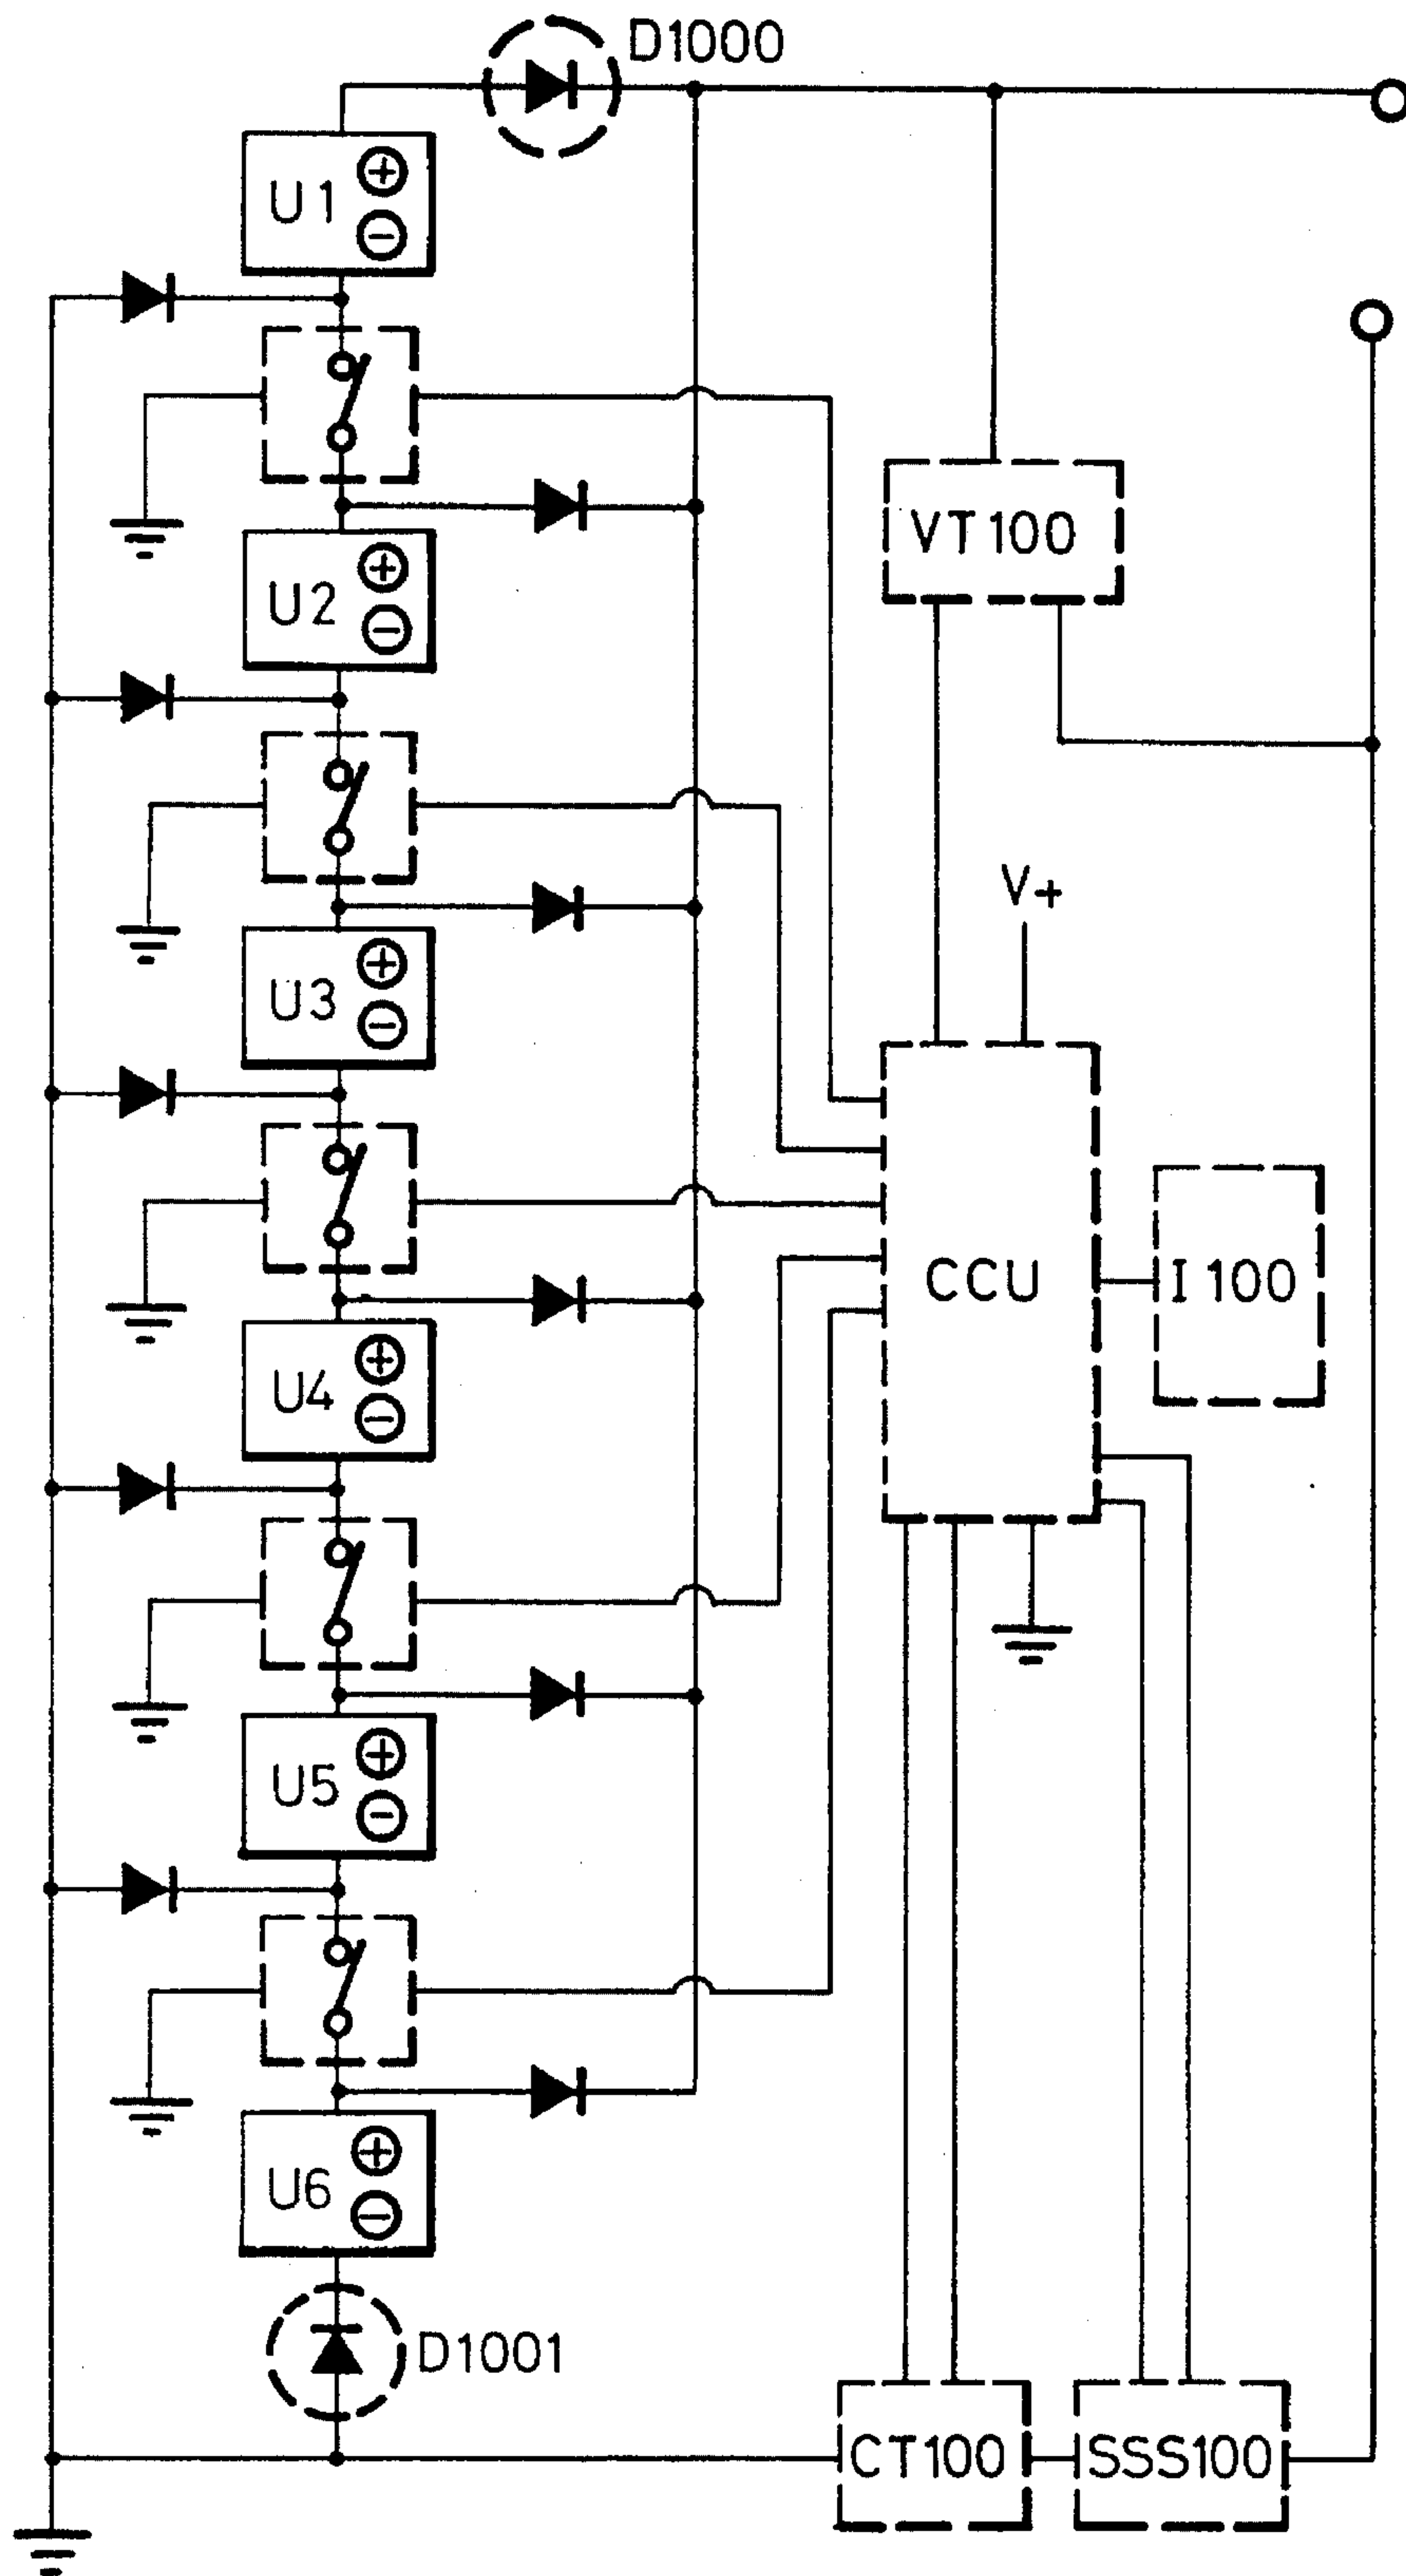 D1000
U1
+
−
U2
+
−
VT100
V+
U3
+
−
CCU
I100
U4
+
−
U5
+
−
U6
+
−
D1001
CT100
SSS100